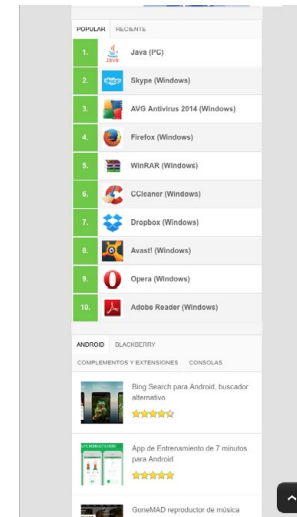 POPULAR RECIENTE
1. Java (PC)
2. Skype (Windows)
3. AVG Antivirus 2014 (Windows)
4. Firefox (Windows)
5. WinRAR (Windows)
6. CCleaner (Windows)
7. Dropbox (Windows)
8. Avast! (Windows)
9. Opera (Windows)
10. Adobe Reader (Windows)
ANDROID BLACKBERRY
COMPLEMENTOS Y EXTENSIONES CONSOLAS
Bing Search para Android, buscador
alternativo
App de Entrenamiento de 7 minutos
para Android
GoneMAD reproductor de música